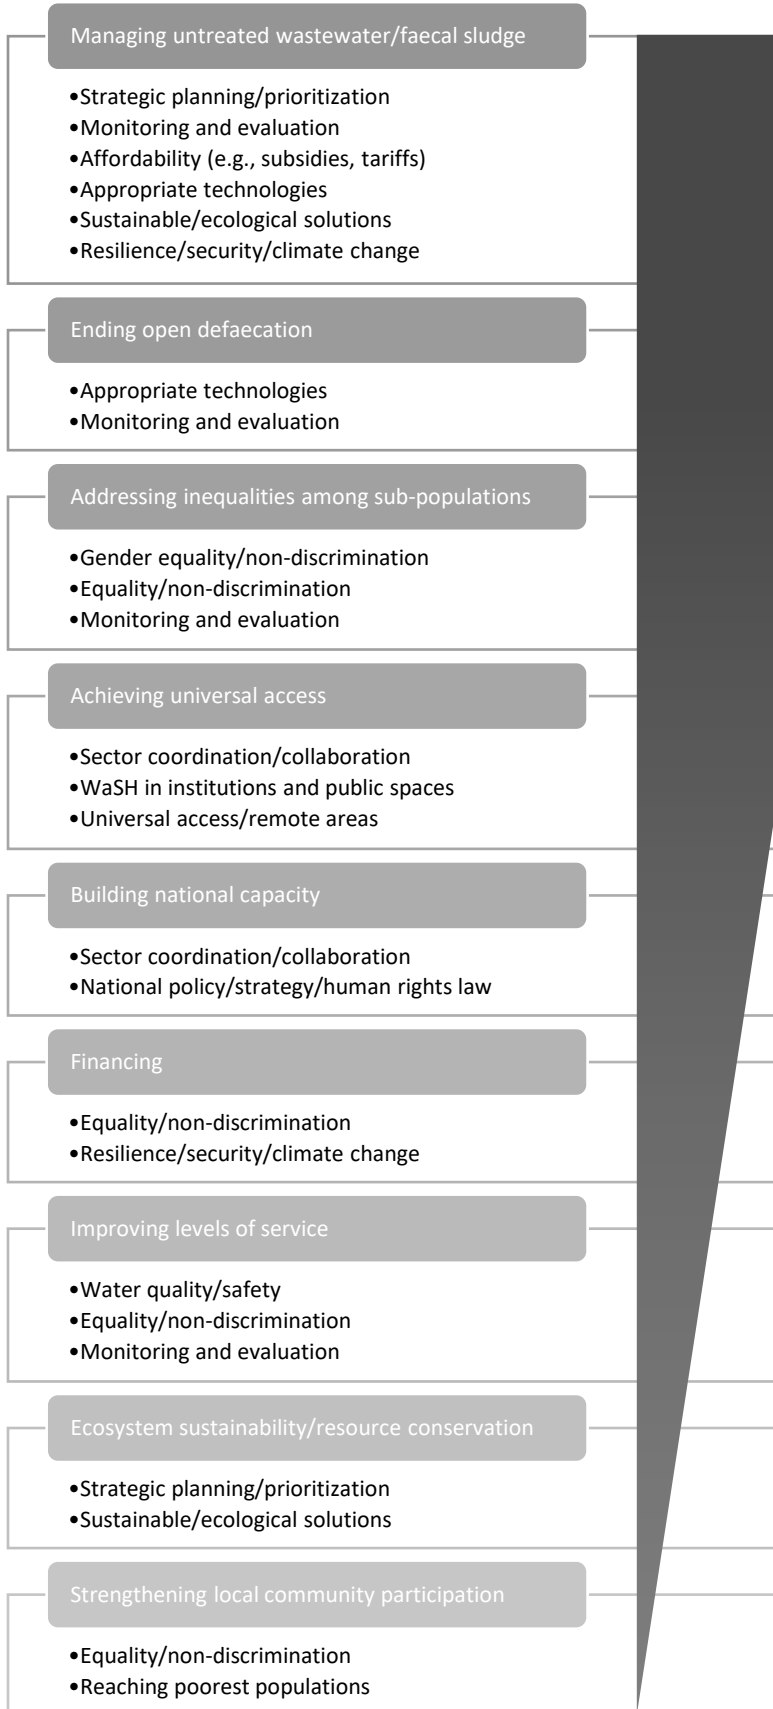 Managing untreated wastewater/faecal sludge
•Strategic planning/prioritization
•Monitoring and evaluation
•Affordability (e.g., subsidies, tariffs)
•Appropriate technologies
•Sustainable/ecological solutions
•Resilience/security/climate change
Ending open defaecation
•Appropriate technologies
•Monitoring and evaluation
Addressing inequalities among sub-populations
•Gender equality/non-discrimination
•Equality/non-discrimination
•Monitoring and evaluation
Achieving universal access
•Sector coordination/collaboration
•WaSH in institutions and public spaces
•Universal access/remote areas
Building national capacity
•Sector coordination/collaboration
•National policy/strategy/human rights law
Financing
•Equality/non-discrimination
•Resilience/security/climate change
Improving levels of service
•Water quality/safety
•Equality/non-discrimination
•Monitoring and evaluation
Ecosystem sustainability/resource conservation
•Strategic planning/prioritization
•Sustainable/ecological solutions
Strengthening local community participation
•Equality/non-discrimination
•Reaching poorest populations